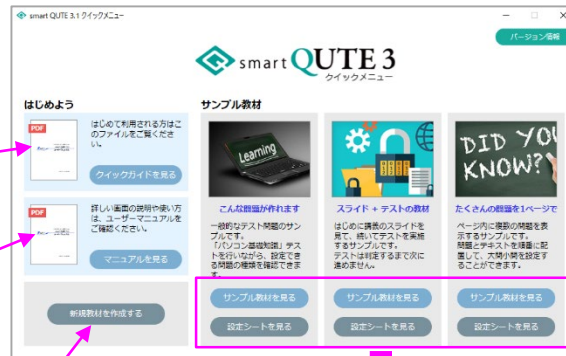 smart QUTE 3.1 クイックメニュー
バージョン情報
smart QUTE 3
クイックメニュー
はじめよう
サンプル教材
PDF
はじめて利用される方はこ
のファイルをご覧くださ
い。
クイックガイドを見る
PDF
詳しい画面の説明や使い方
は、ユーザーマニュアルを
ご確認ください。
マニュアルを見る
新規教材を作成する
Learning
こんな問題が作れます
一般的なテスト問題のサン
プルです。
「パソコン基礎知識」テス
トを行いながら、設定でき
る問題の種類を確認できま
す。
サンプル教材を見る
設定シートを見る
スライド + テストの教材
はじめに講義のスライドを
見て、続いてテストを実施
するサンプルです。
テストは判定するまで次に
進めません。
サンプル教材を見る
設定シートを見る
DID YOU
KNOW?
たくさんの問題を1ページで
ページ内に複数の問題を表
示するサンプルです。
問題とテキストを順番に配
置して、大問小問を設定す
ることができます。
サンプル教材を見る
設定シートを見る